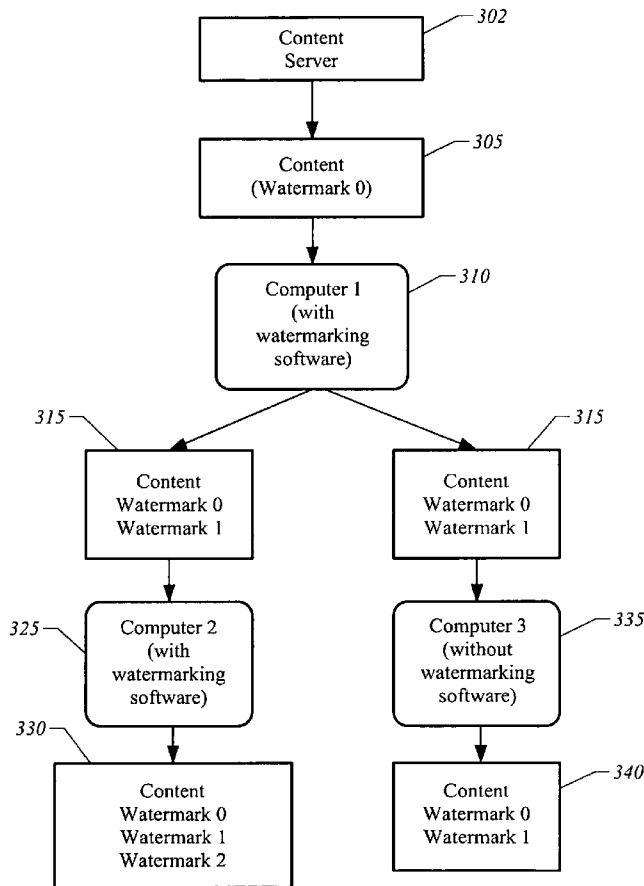 302
Content
Server
305
Content
(Watermark 0)
310
Computer 1
(with
watermarking
software)
315
315
Content
Watermark 0
Watermark 1
Content
Watermark 0
Watermark 1
325
Computer 2
(with
watermarking
software)
335
Computer 3
(without
watermarking
software)
330
Content
Watermark 0
Watermark 1
Watermark 2
340
Content
Watermark 0
Watermark 1